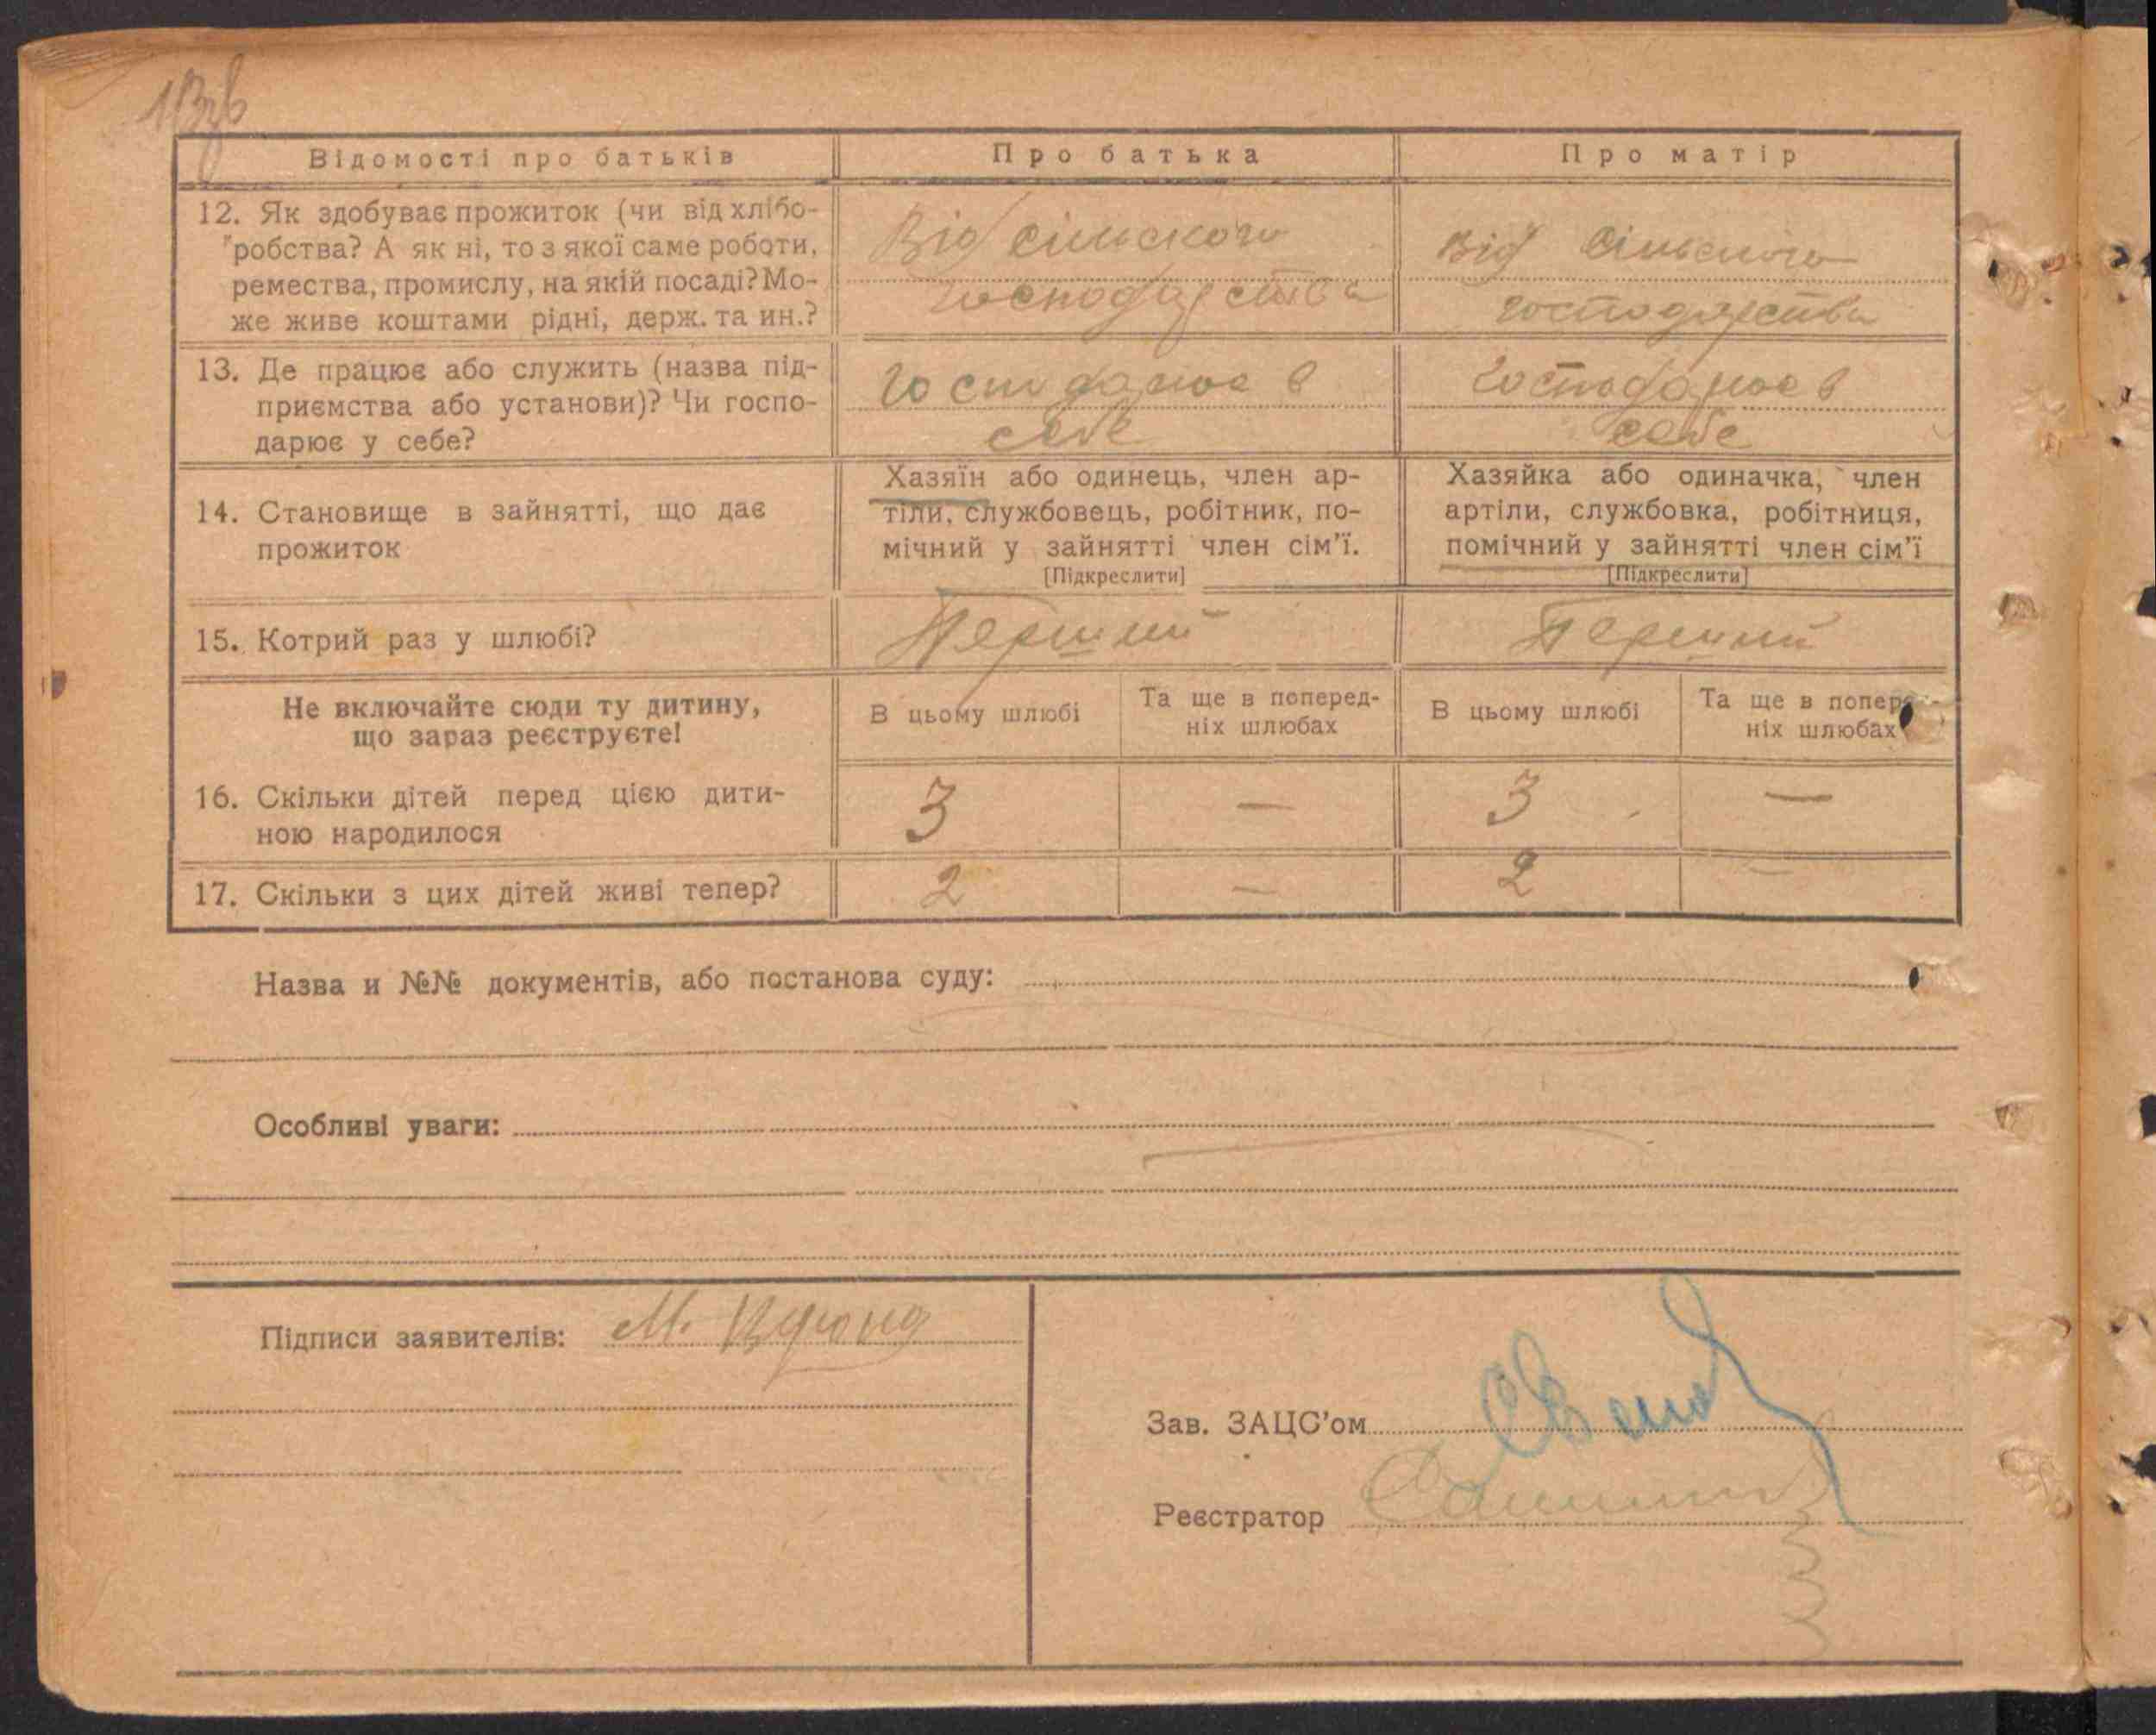 Відомості про батьків
Про батька
Про матір
12. Як здобуває прожиток (чи від хлібо-
робства? А як ні, то з якої саме роботи,
ремества, промислу, на якій посаді? Мо-
же живе коштами рідні, держ. та ин.?
Від сільского
господарства
Від сільского
господарства
13. Де працює або служить (назва під-
приємства або установи)? Чи госпо-
дарює у себе?
Господарює в
себе
Господарює в
себе
14. Становище в зайнятті, що дає
прожиток
Хазяїн або одинець, член ар-
тіли, службовець, робітник, по-
мічний у зайнятті член сім'ї.
[Підкреслити]
Хазяйка або одиначка, член
артіли, службовка, робітниця,
помічний у зайнятті член сім'ї
[Підкреслити]
15. Котрий раз у шлюбі?
Перший
Перший
Не включайте сюди ту дитину,
що зараз реєструєте!
В цьому шлюбі
Та ще в поперед-
ніх шлюбах
В цьому шлюбі
Та ще в попер
ніх шлюбах
16. Скільки дітей перед цією дити-
ною народилося
3 — 3 —
17. Скільки з цих дітей живі тепер?
2 — 2 —
Назва и №№ документів, або постанова суду:
Особливі уваги:
Підписи заявителів: М.
Зав. ЗАЦС'ом
Реєстратор